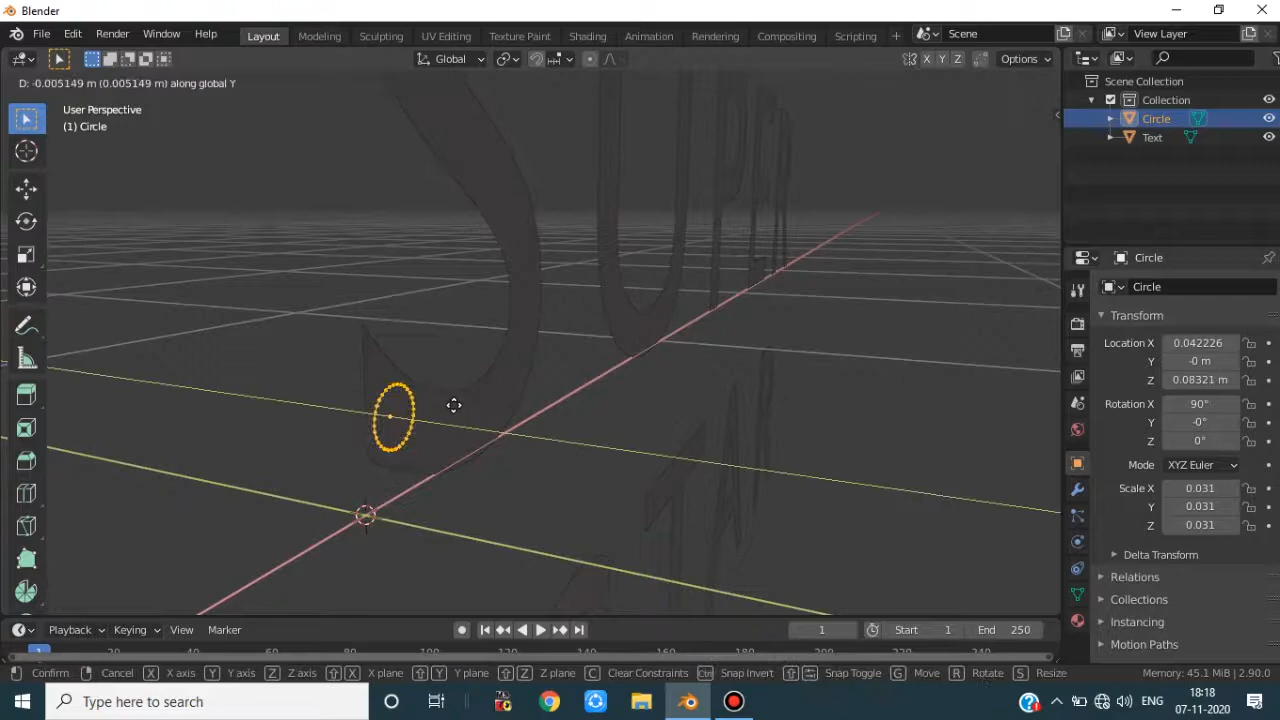 Blender
File Edit Render Window Help Layout Modeling Sculpting UV Editing Texture Paint Shading Animation Rendering Compositing Scripting + Scene View Layer
Global X Y Z Options
D: -0.005149 m (0.005149 m) along global Y
User Perspective
(1) Circle
Scene Collection
Collection
Circle
Text
Circle
Circle
Transform
Location X 0.042226
Y -0 m
Z 0.08321 m
Rotation X 90°
Y -0°
Z 0°
Mode XYZ Euler
Scale X 0.031
Y 0.031
Z 0.031
Delta Transform
Relations
Collections
Instancing
Motion Paths
Playback Keying View Marker 1 Start 1 End 250
Confirm Cancel X X axis Y Y axis Z Z axis X X plane Y Y plane Z Z plane C Clear Constraints Ctrl Snap Invert Snap Toggle G Move R Rotate S Resize Memory: 45.1 MiB | 2.90.0
Type here to search
ENG
18:18
07-11-2020